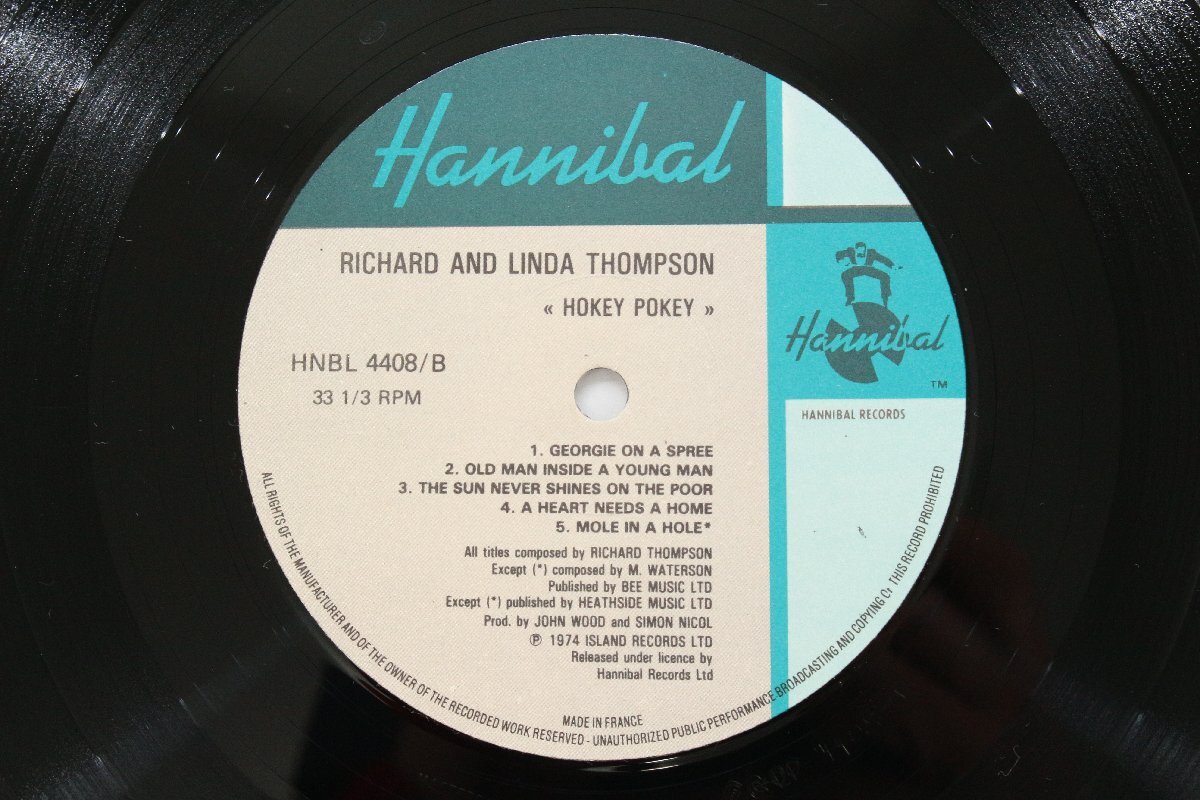 Hannibal
RICHARD AND LINDA THOMPSON
« HOKEY POKEY »
HNBL 4408/B
33 1/3 RPM
Hannibal
TM
HANNIBAL RECORDS
1. GEORGIE ON A SPREE
2. OLD MAN INSIDE A YOUNG MAN
3. THE SUN NEVER SHINES ON THE POOR
4. A HEART NEEDS A HOME
5. MOLE IN A HOLE*
All titles composed by RICHARD THOMPSON
Except (*) composed by M. WATERSON
Published by BEE MUSIC LTD
Except (*) published by HEATHSIDE MUSIC LTD
Prod. by JOHN WOOD and SIMON NICOL
℗ 1974 ISLAND RECORDS LTD
Released under licence by
Hannibal Records Ltd
MADE IN FRANCE
ALL RIGHTS OF THE MANUFACTURER AND OF THE OWNER OF THE RECORDED WORK RESERVED - UNAUTHORIZED PUBLIC PERFORMANCE BROADCASTING AND COPYING Cr THIS RECORD PROHIBITED